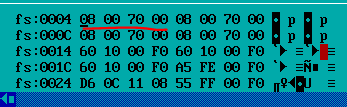 fs:0004 08 00 70 00 08 00 70 00 ◘ p ◘ p
fs:000C 08 00 70 00 08 00 70 00 ◘ p ◘ p
fs:0014 60 10 00 F0 60 10 00 F0 `► ≡`► ≡
fs:001C 60 10 00 F0 A5 FE 00 F0 `► ≡Ñ■ ≡
fs:0024 D6 0C 11 08 55 FF 00 F0 ╓♀◄◘U ≡